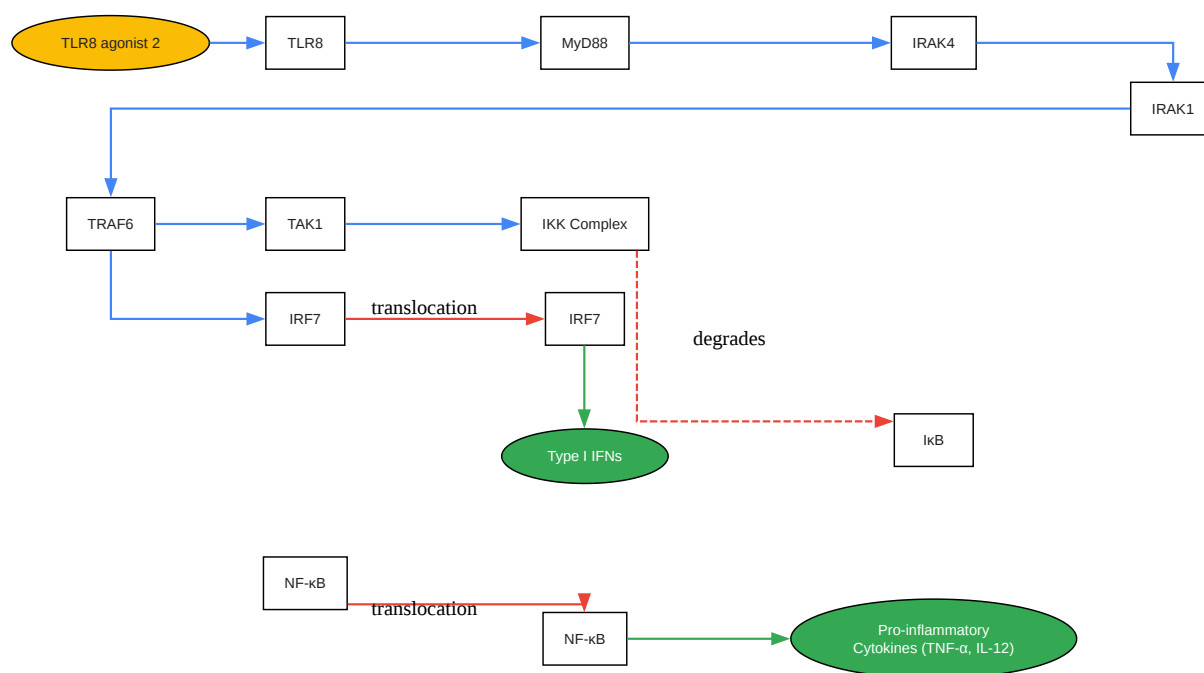 TLR8 agonist 2
TLR8
MyD88
IRAK4
IRAK1
TRAF6
TAK1
IKK Complex
IRF7
translocation
IRF7
degrades
IκB
Type I IFNs
NF-κB
translocation
NF-κB
Pro-inflammatory
Cytokines (TNF-α, IL-12)